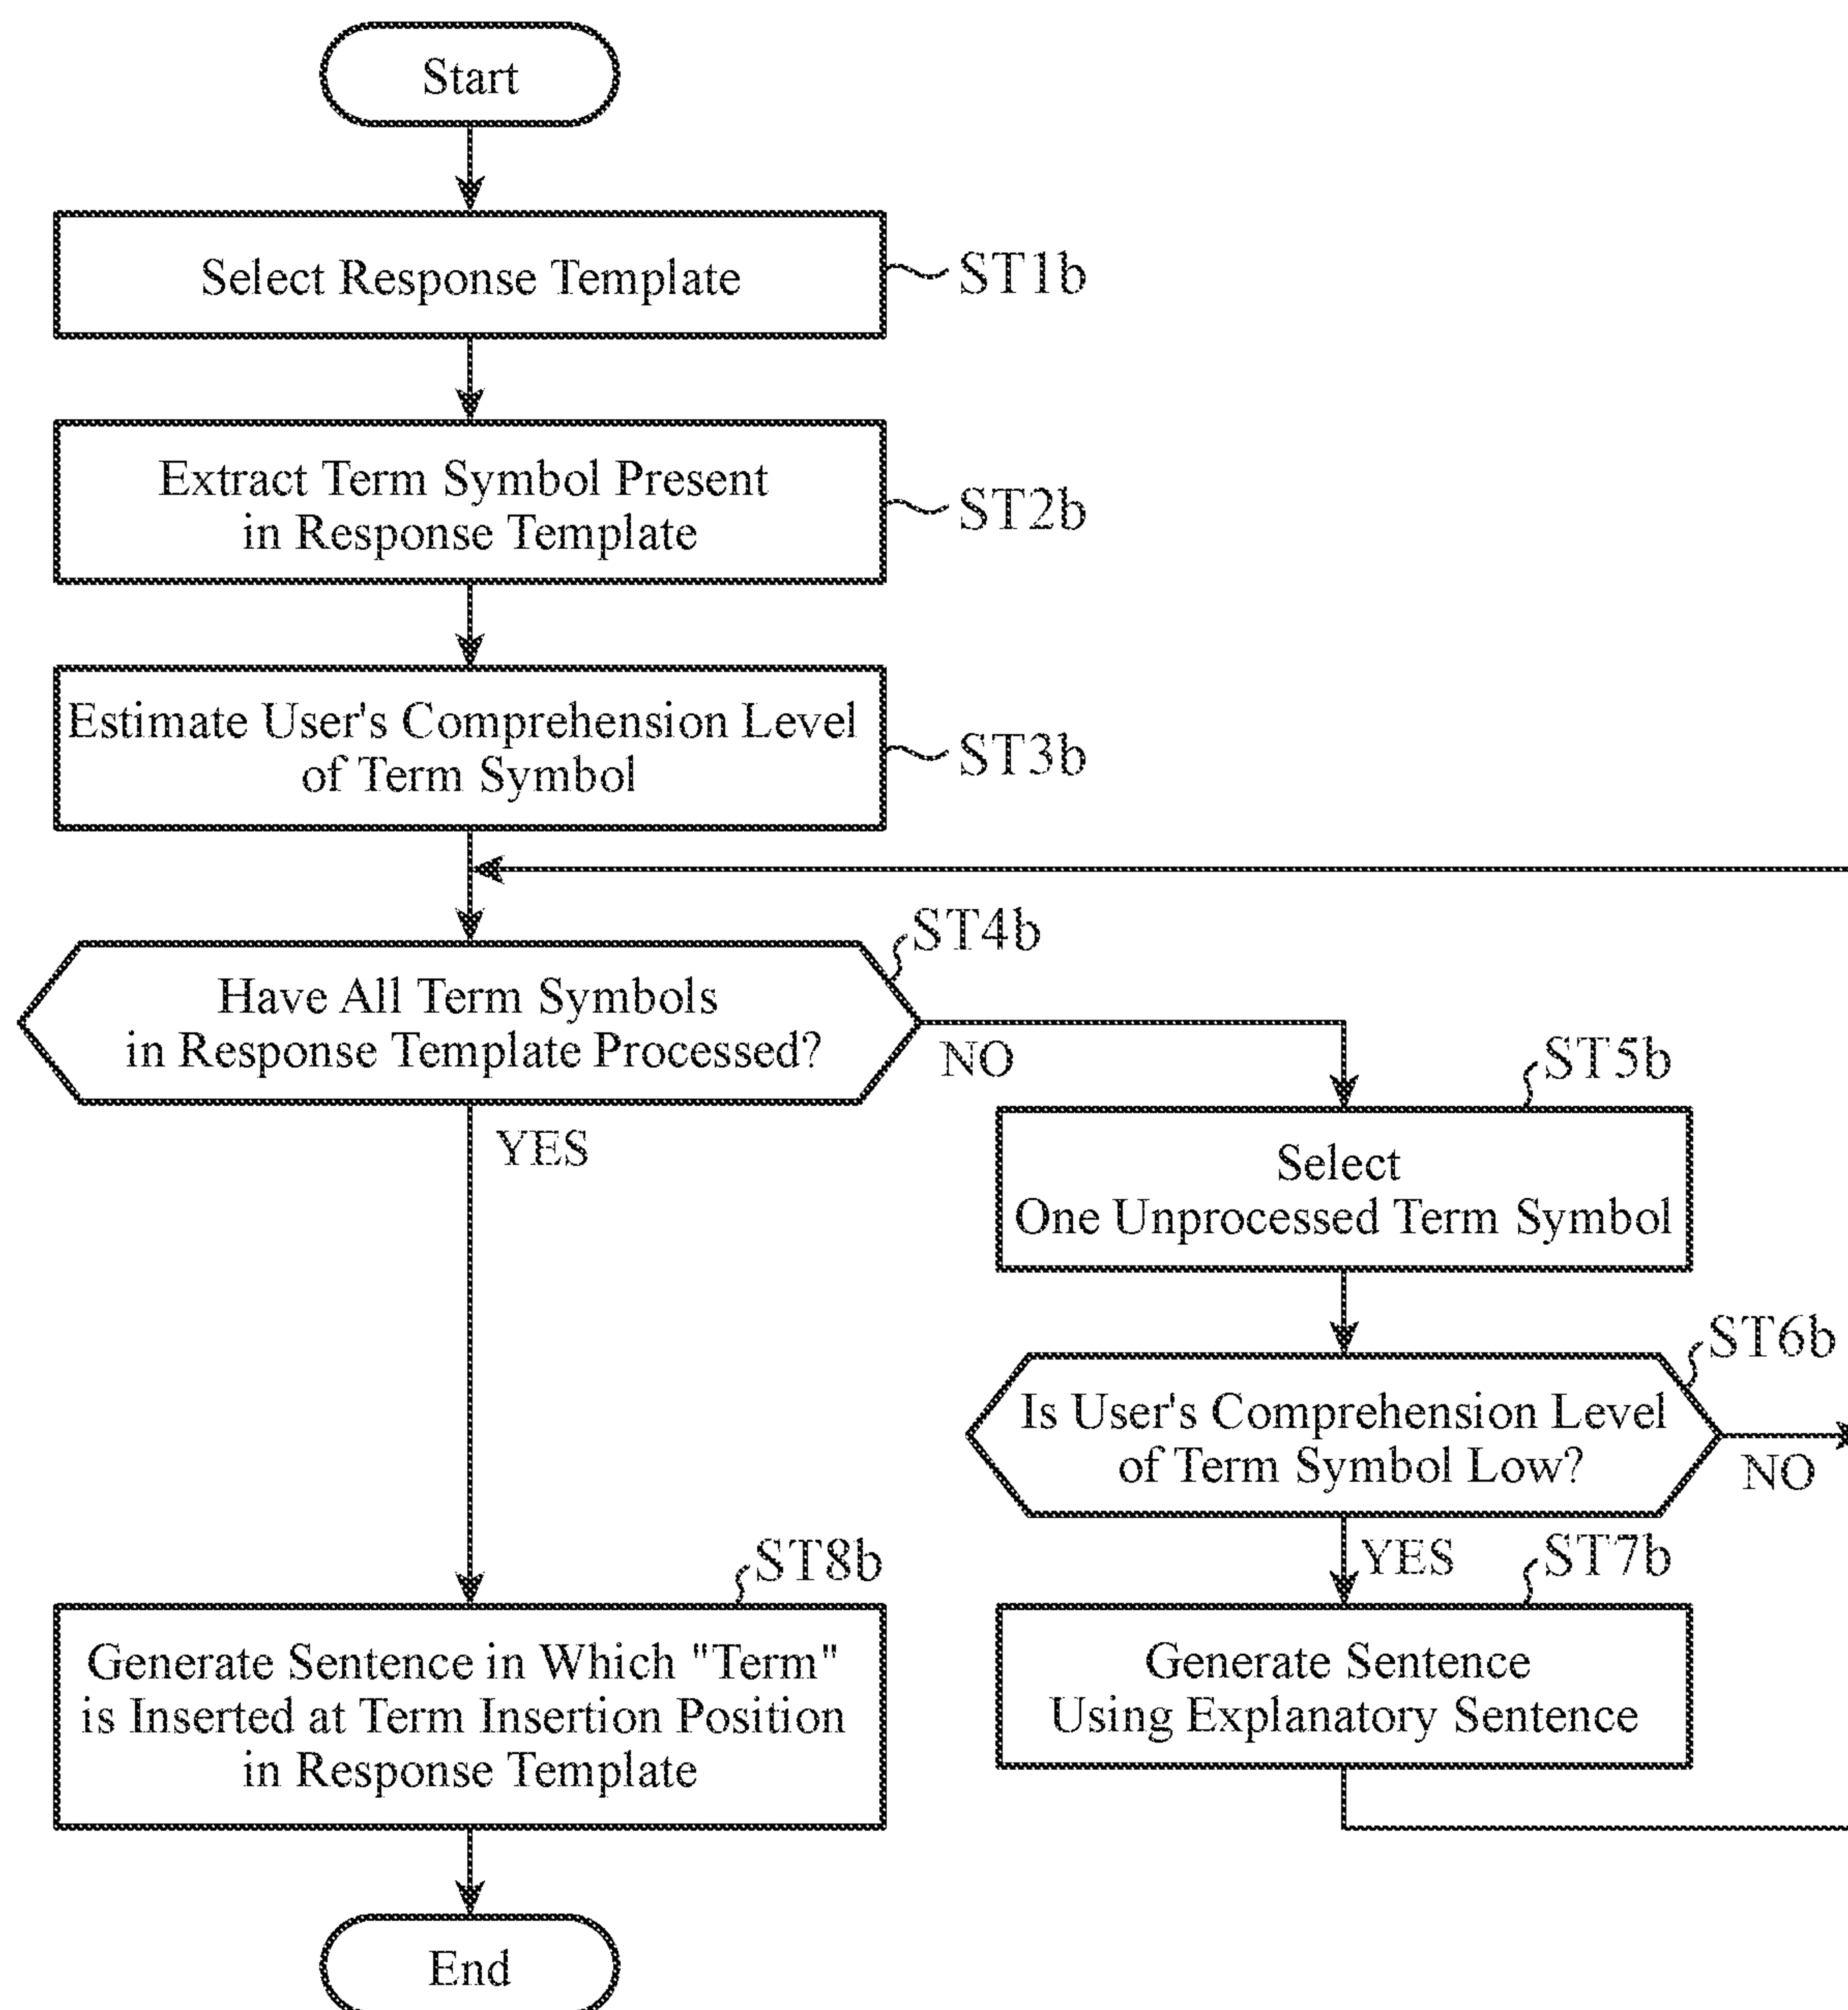 Start
Select Response Template
ST1b
Extract Term Symbol Present
in Response Template
ST2b
Estimate User's Comprehension Level
of Term Symbol
ST3b
ST4b
Have All Term Symbols
in Response Template Processed?
NO
YES
ST5b
Select
One Unprocessed Term Symbol
ST6b
Is User's Comprehension Level
of Term Symbol Low?
NO
YES
ST7b
Generate Sentence
Using Explanatory Sentence
ST8b
Generate Sentence in Which "Term"
is Inserted at Term Insertion Position
in Response Template
End